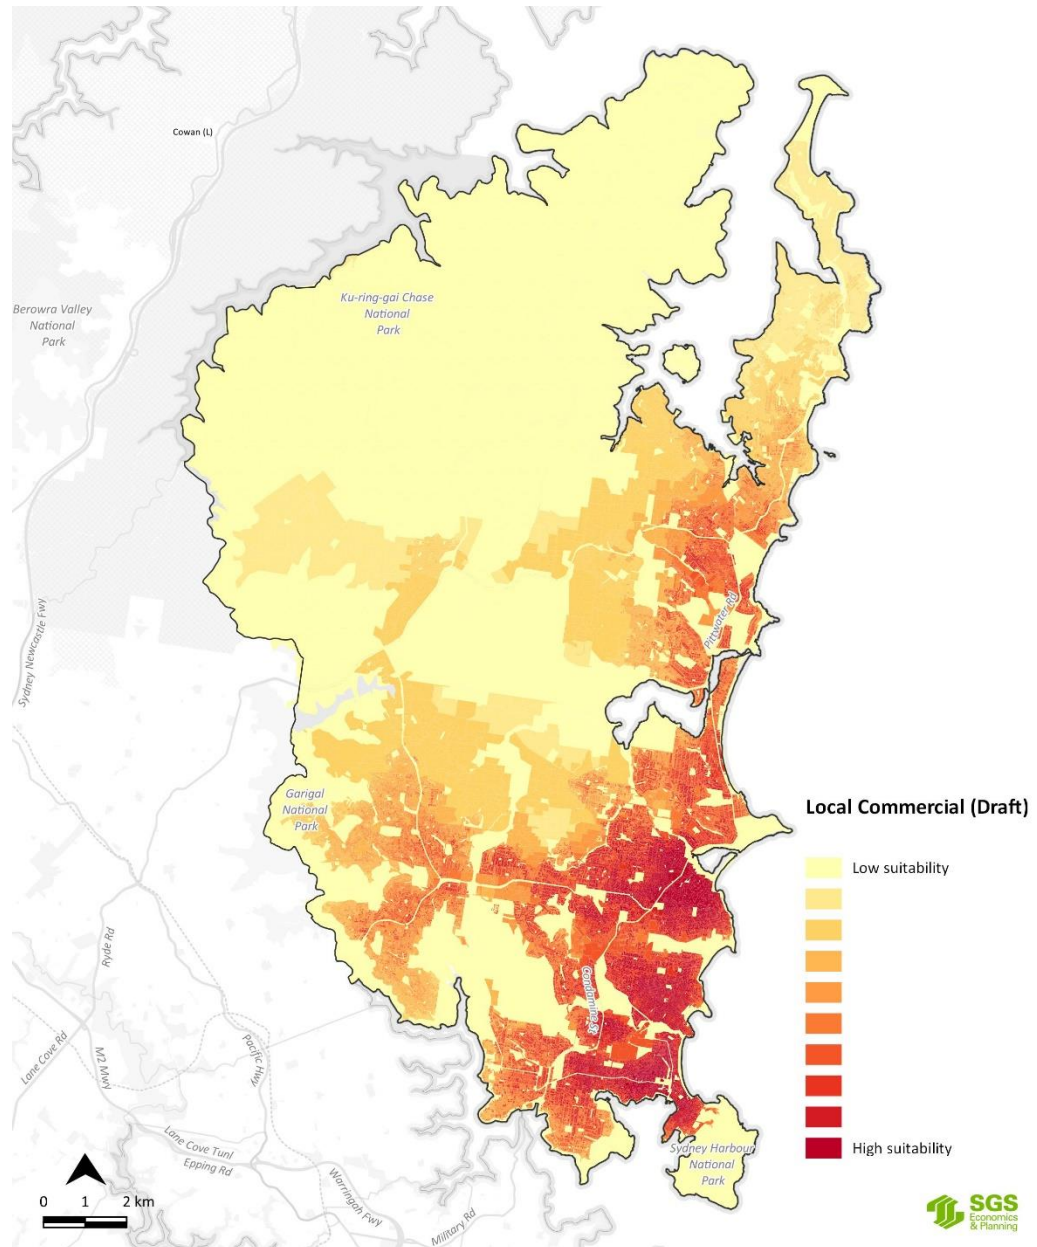 Cowan (L)
Ku-ring-gai Chase
National
Park
Berowra Valley
National
Park
Sydney Newcastle Fwy
Pittwater Rd
Garigal
National
Park
Local Commercial (Draft)
Low suitability
High suitability
Ryde Rd
Condamine St
Lane Cove Rd
M2 Mwy
Pacific Hwy
Lane Cove Tunl
Epping Rd
Warringah Fwy
Military Rd
Sydney Harbour
National
Park
0 1 2 km
SGS
Economics
& Planning